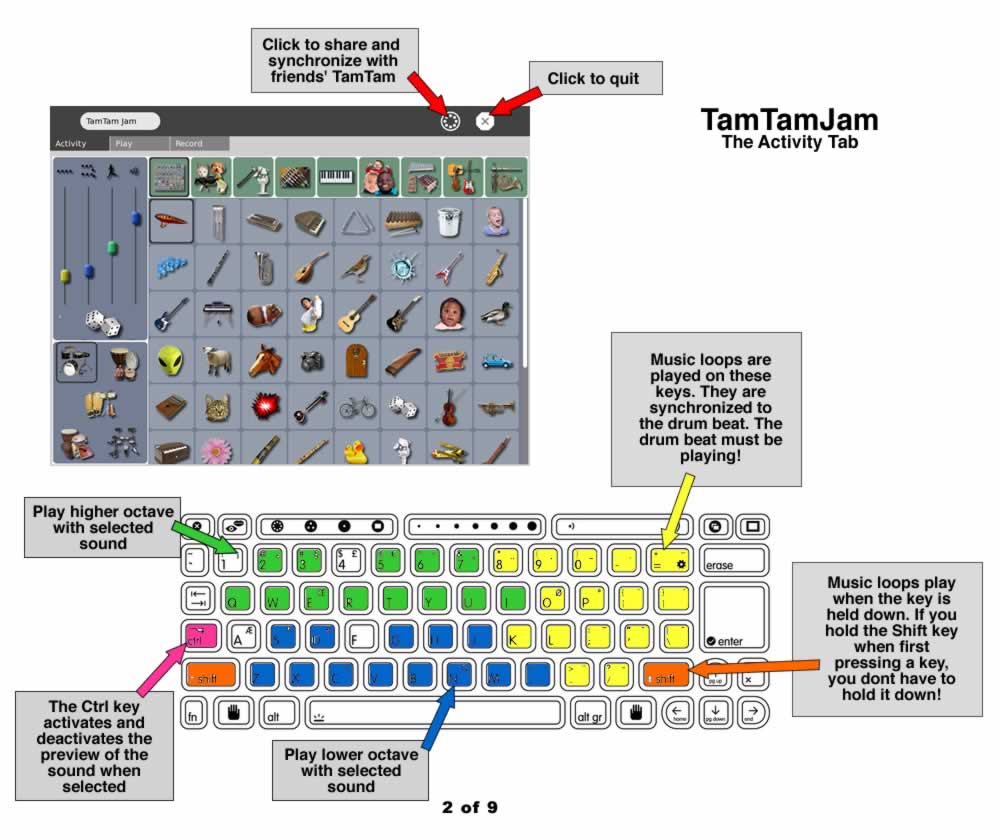 Click to share and
synchronize with
friends' TamTam
Click to quit
TamTamJam
The Activity Tab
TamTam Jam
Activity
Play
Record
Music loops are
played on these
keys. They are
synchronized to
the drum beat. The
drum beat must be
playing!
Play higher octave
with selected
sound
1 2 3 4 5 6 7 8 9 0 - = erase
$ £
Q W E R T Y U I O P
ctrl A S D F G H J K L enter
shift Z X C V B N M shift pg up
fn alt alt gr home pg down end
Music loops play
when the key is
held down. If you
hold the Shift key
when first
pressing a key,
you dont have to
hold it down!
The Ctrl key
activates and
deactivates the
preview of the
sound when
selected
Play lower octave
with selected
sound
2 of 9